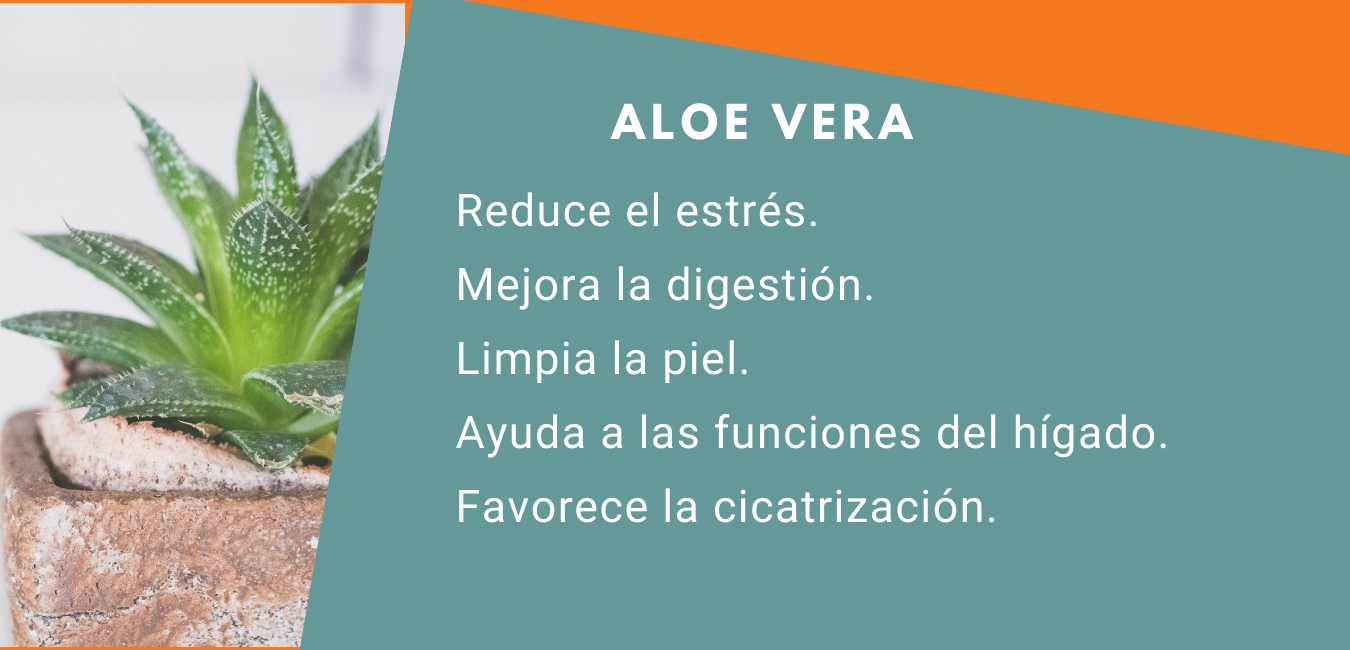 ALOE VERA
Reduce el estrés.
Mejora la digestión.
Limpia la piel.
Ayuda a las funciones del hígado.
Favorece la cicatrización.